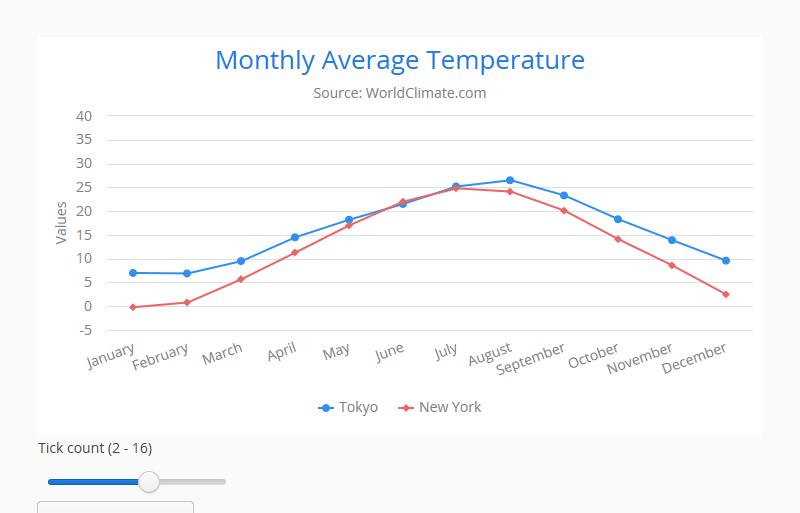 Monthly Average Temperature
Source: WorldClimate.com
40
35
30
25
20
15
10
5
0
-5
Values
January
February
March
April
May
June
July
August
September
October
November
December
Tokyo
New York
Tick count (2 - 16)